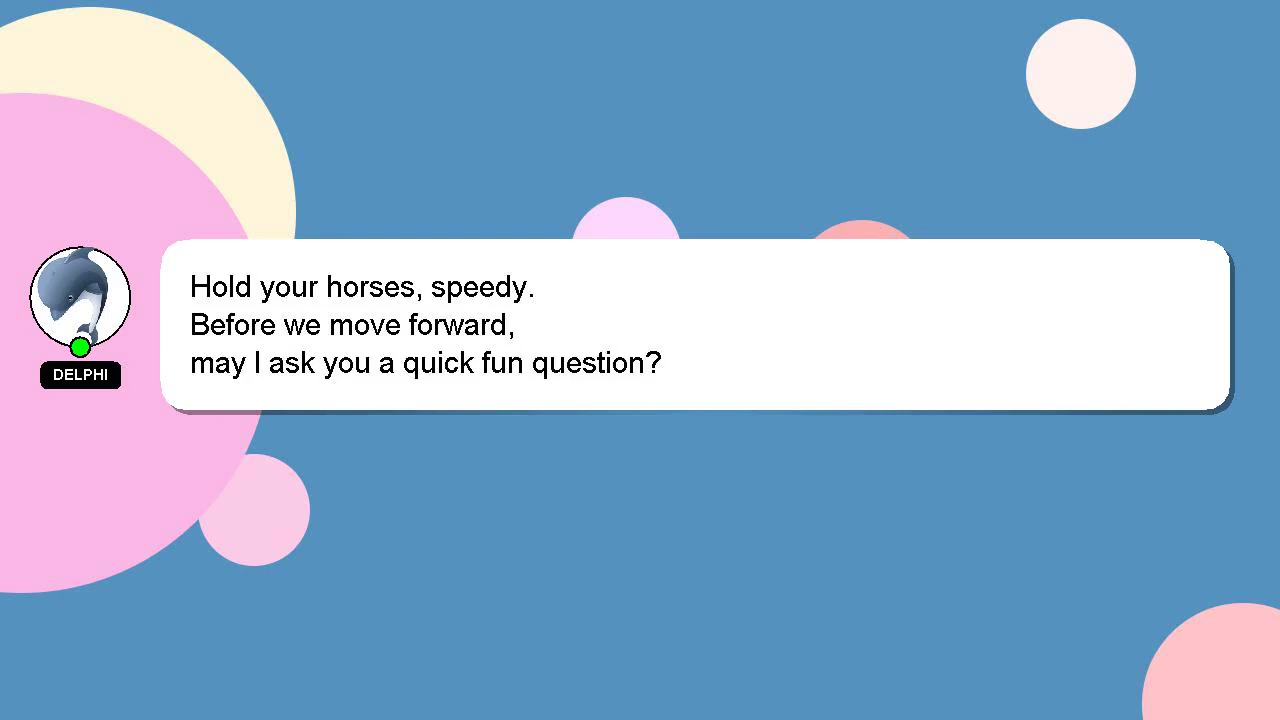 Hold your horses, speedy.
Before we move forward,
may I ask you a quick fun question?
DELPHI